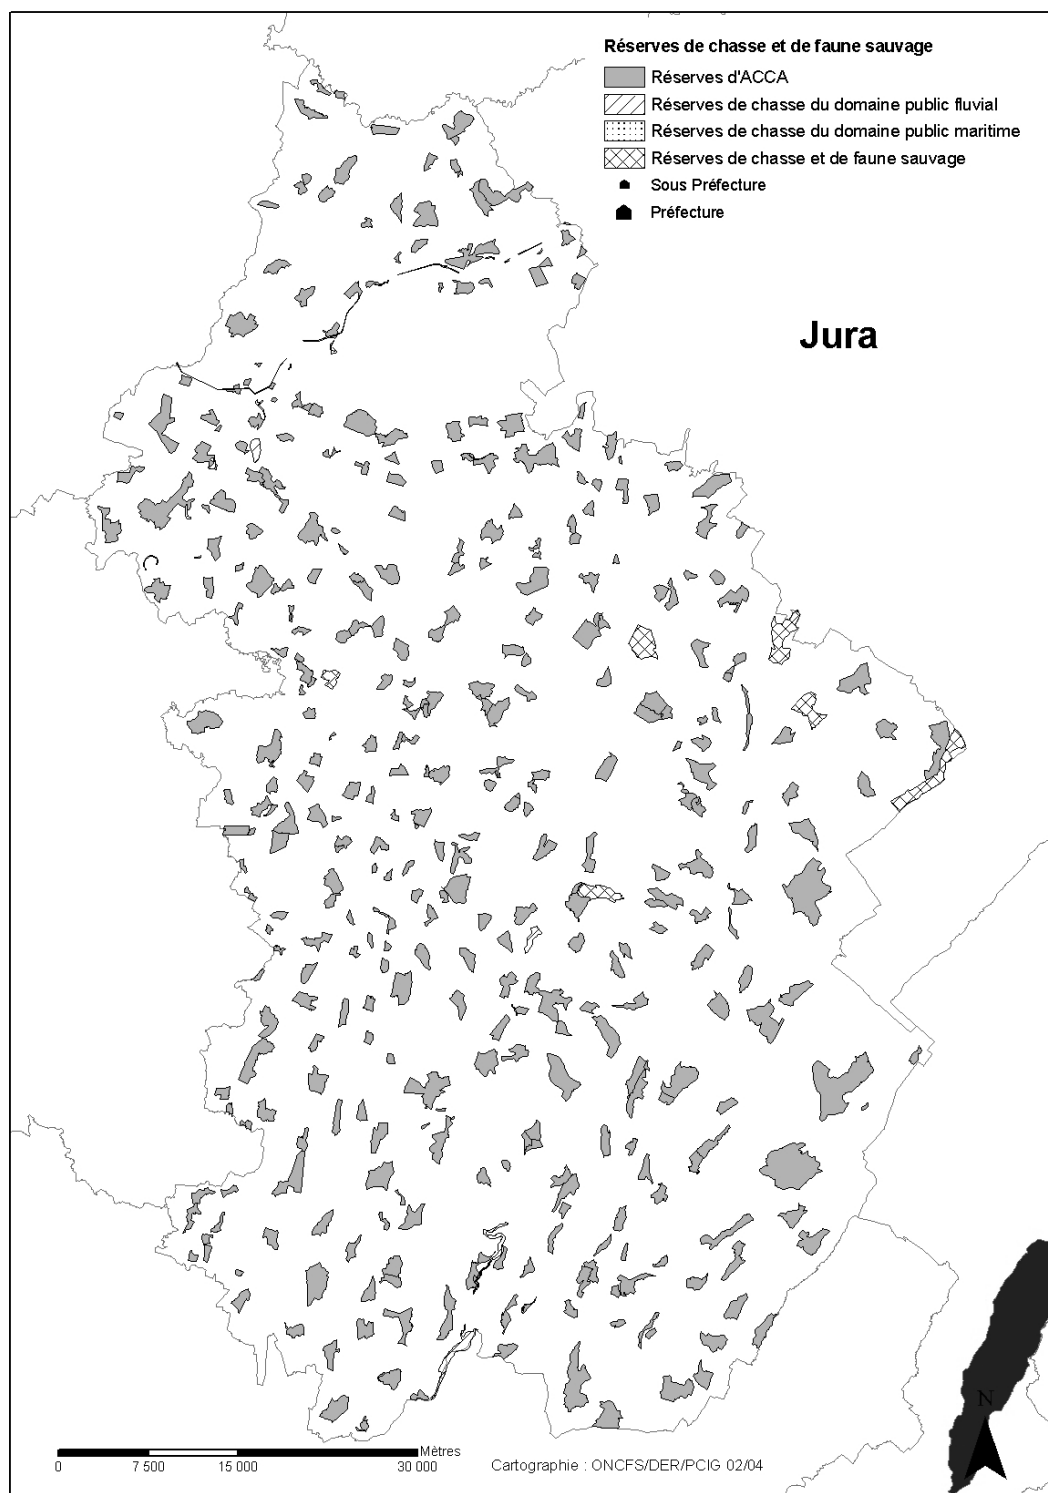 Réserves de chasse et de faune sauvage
Réserves d'ACCA
Réserves de chasse du domaine public fluvial
Réserves de chasse du domaine public maritime
Réserves de chasse et de faune sauvage
Sous Préfecture
Préfecture
Jura
N
Mètres
0 7 500 15 000 30 000
Cartographie : ONCFS/DER/PCIG 02/04